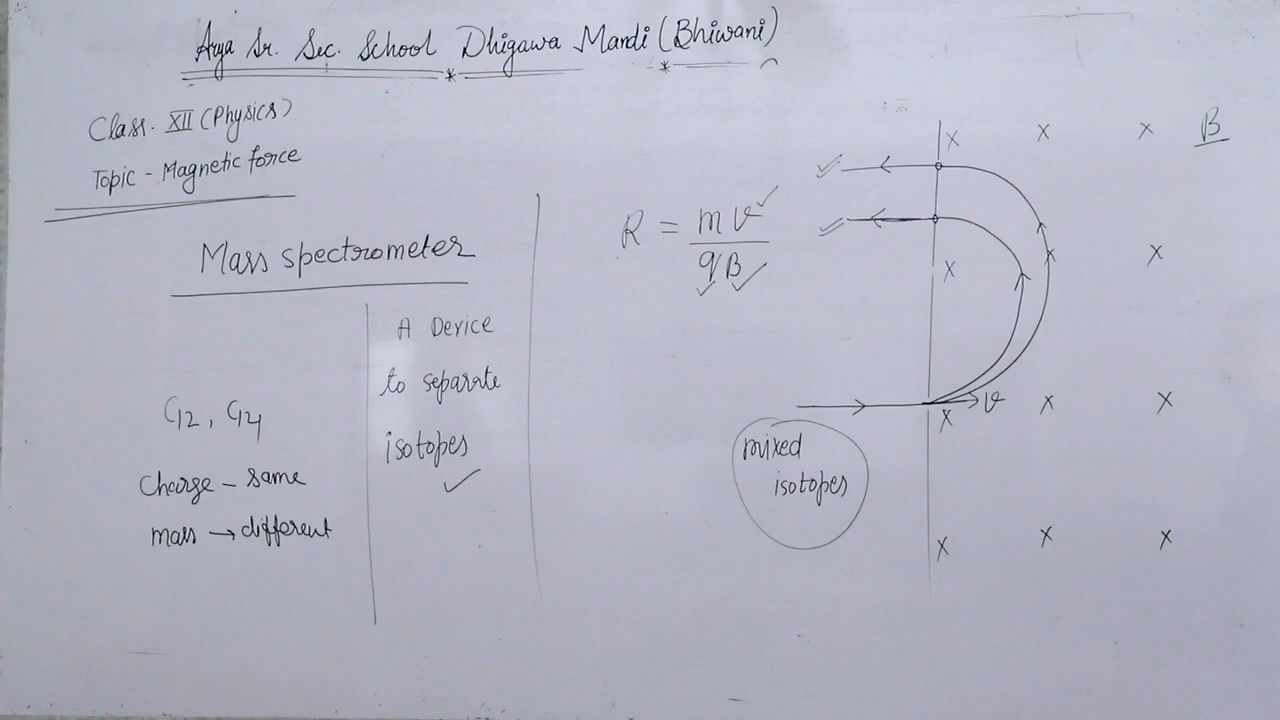 Arya Sr. Sec. School Dhigawa Mandi (Bhiwani)
Class - XII (Physics)
Topic - Magnetic force
Mass spectrometer
A Device
to separate
isotopes
C12, C14
Charge - same
mass → different
R = mv / qB
B
v
mixed
isotopes
x x x
x x x
x x x
x x x